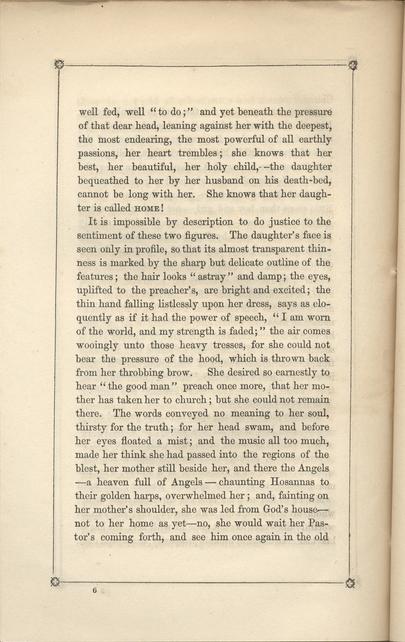 well fed, well "to do;" and yet beneath the pressure
of that dear head, leaning against her with the deepest,
the most endearing, the most powerful of all earthly
passions, her heart trembles; she knows that her
best, her beautiful, her holy child,--the daughter
bequeathed to her by her husband on his death-bed,
cannot be long with her. She knows that her daugh-
ter is called HOME!
It is impossible by description to do justice to the
sentiment of these two figures. The daughter's face is
seen only in profile, so that its almost transparent thin-
ness is marked by the sharp but delicate outline of the
features; the hair looks "astray" and damp; the eyes,
uplifted to the preacher's, are bright and excited; the
thin hand falling listlessly upon her dress, says as elo-
quently as if it had the power of speech, "I am worn
of the world, and my strength is faded;" the air comes
wooingly unto those heavy tresses, for she could not
bear the pressure of the hood, which is thrown back
from her throbbing brow. She desired so earnestly to
hear "the good man" preach once more, that her mo-
ther has taken her to church; but she could not remain
there. The words conveyed no meaning to her soul,
thirsty for the truth; for her head swam, and before
her eyes floated a mist; and the music all too much,
made her think she had passed into the regions of the
blest, her mother still beside her, and there the Angels
—a heaven full of Angels—chaunting Hosannas to
their golden harps, overwhelmed her; and, fainting on
her mother's shoulder, she was led from God's house—
not to her home as yet—no, she would wait her Pas-
tor's coming forth, and see him once again in the old
6